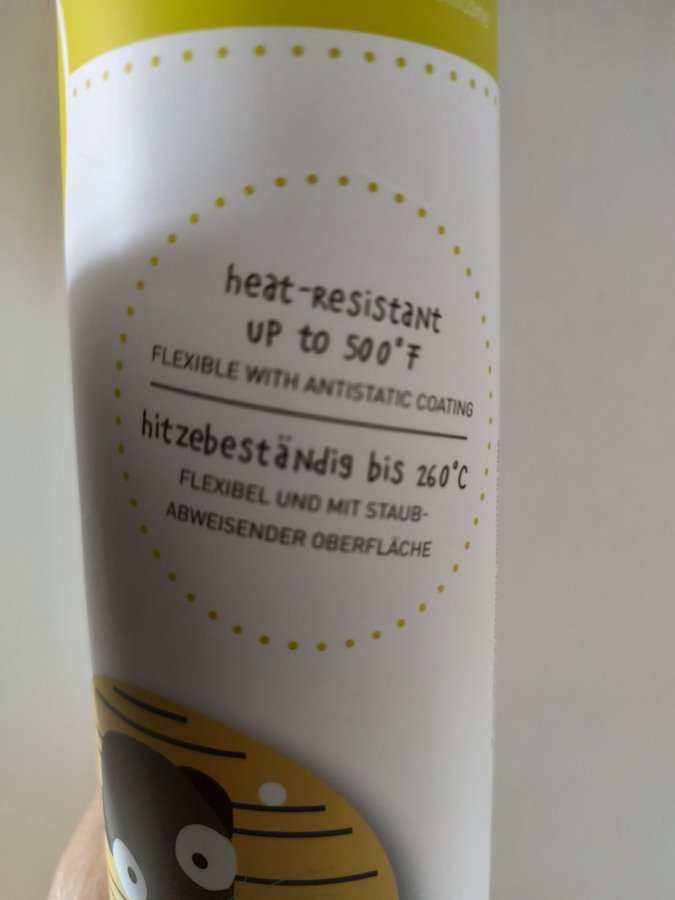 heat-resistant
up to 500°F
FLEXIBLE WITH ANTISTATIC COATING
hitzebeständig bis 260°C
FLEXIBEL UND MIT STAUB-
ABWEISENDER OBERFLÄCHE